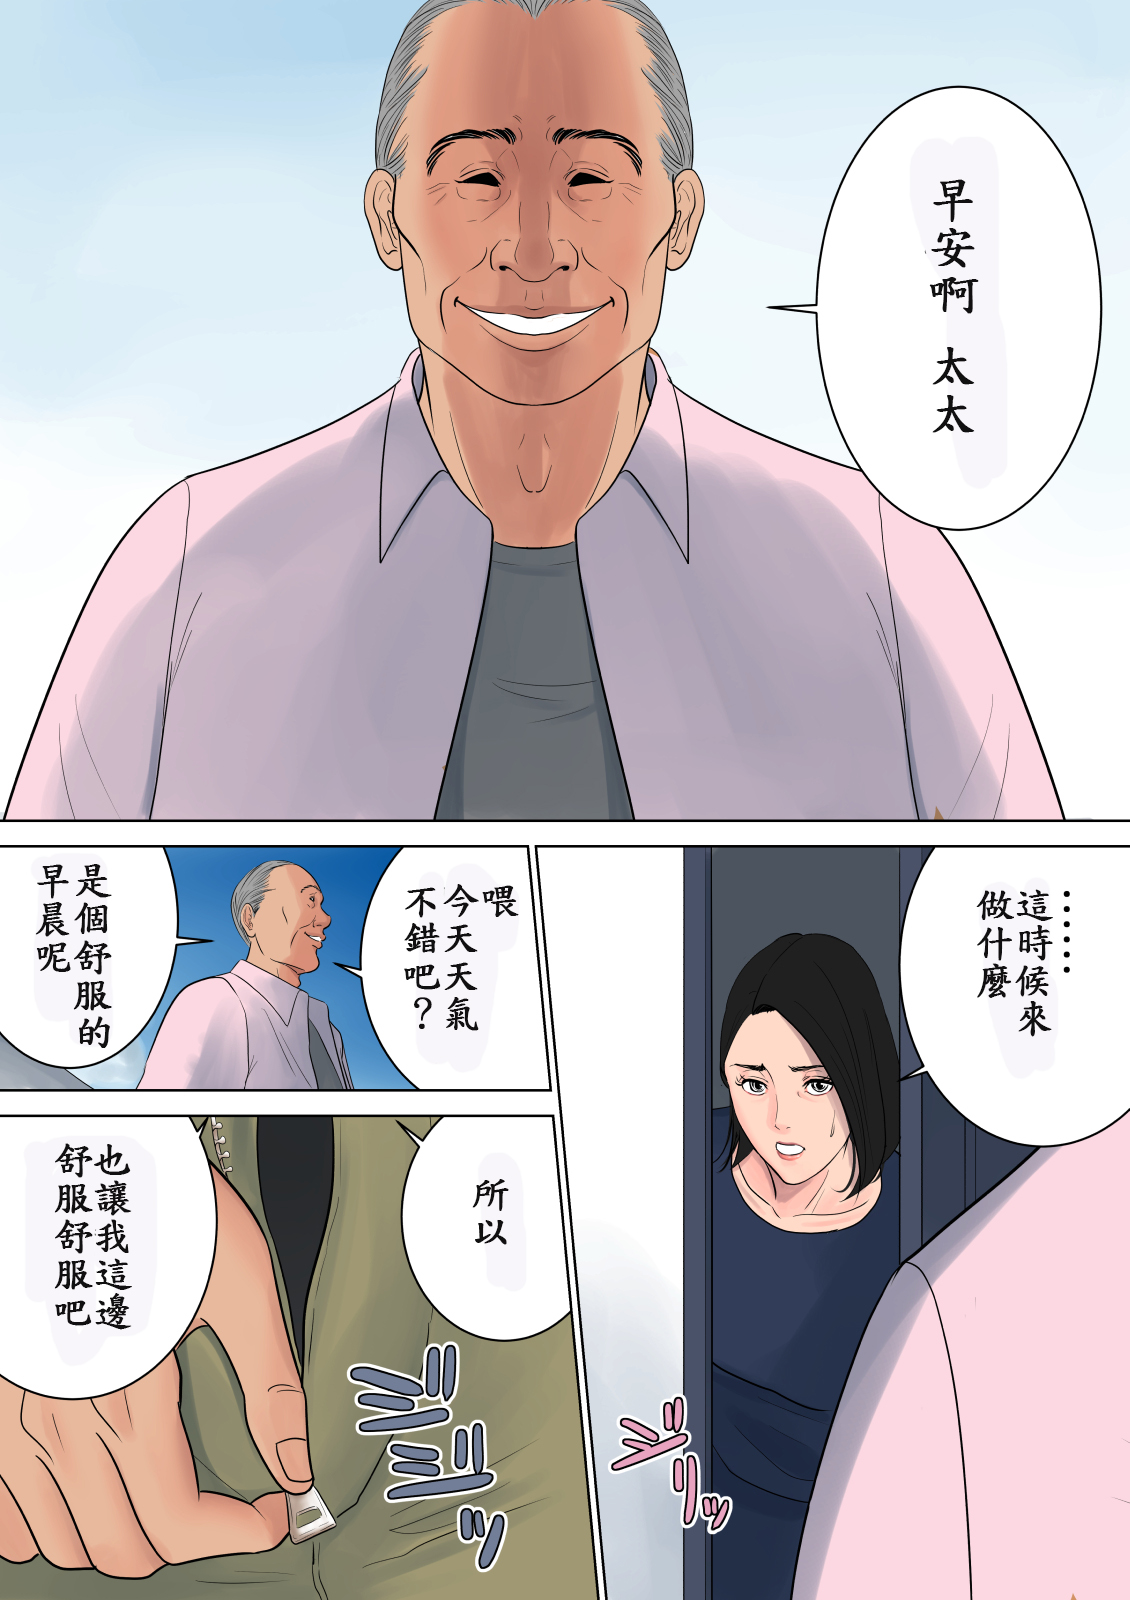 早安啊 太太
……
這時候來
做什麼
喂
今天天氣
不錯吧？
是個舒服的
早晨呢
ズリッ
所以
也讓我這邊
舒服舒服吧
ジジッ